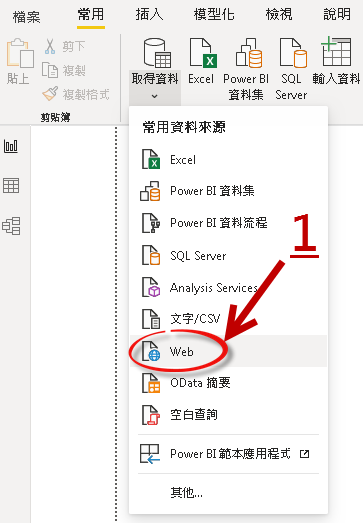 檔案 常用 插入 模型化 檢視 說明
剪下
複製
貼上
複製格式
剪貼簿
取得資料
Excel
Power BI
資料集
SQL
Server
輸入資料
常用資料來源
Excel
Power BI 資料集
Power BI 資料流程
SQL Server
Analysis Services
文字/CSV
Web
OData 摘要
空白查詢
Power BI 範本應用程式
其他...
1